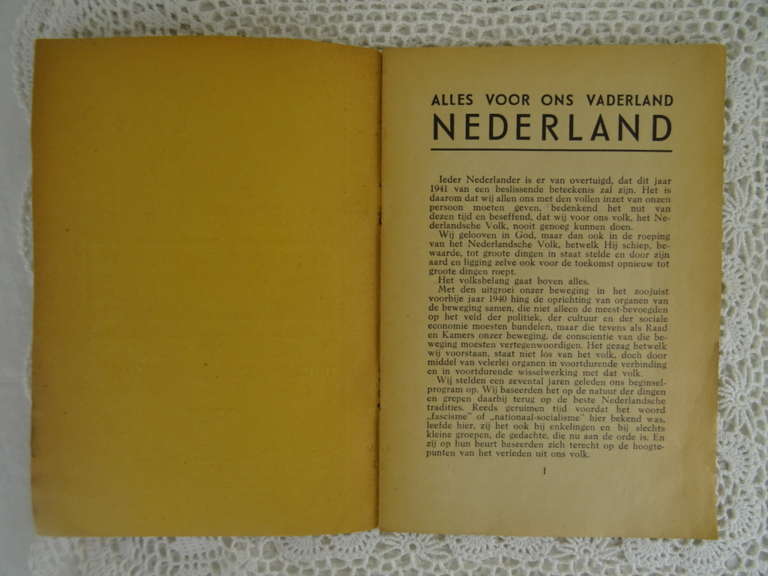 ALLES VOOR ONS VADERLAND
NEDERLAND
Ieder Nederlander is er van overtuigd, dat dit jaar
1941 van een beslissende beteekenis zal zijn. Het is
daarom dat wij allen ons met den vollen inzet van onzen
persoon moeten geven, bedenkend het nut van
dezen tijd en beseffend, dat wij voor ons volk, het Ne-
derlandsche Volk, nooit genoeg kunnen doen.
Wij gelooven in God, maar dan ook in de roeping
van het Nederlandsche Volk, hetwelk Hij schiep, be-
waarde, tot groote dingen in staat stelde en door zijn
aard en ligging zelve ook voor de toekomst opnieuw tot
groote dingen roept.
Het volksbelang gaat boven alles.
Met den uitgroei onzer beweging in het zoojuist
voorbije jaar 1940 hing de oprichting van organen van
de beweging samen, die niet alleen de meest-bevoegden
op het veld der politiek, der cultuur en der sociale
economie moesten bundelen, maar die tevens als Raad
en Kamers onzer beweging, de conscientie van die be-
weging moesten vertegenwoordigen. Het gezag hetwelk
wij voorstaan, staat niet los van het volk, doch door
middel van velerlei organen in voortdurende verbinding
en in voortdurende wisselwerking met dat volk.
Wij stelden een zevental jaren geleden ons beginsel-
program op. Wij baseerden het op de natuur der dingen
en grepen daarbij terug op de beste Nederlandsche
tradities. Reeds geruimen tijd voordat het woord
„fascisme" of „nationaal-socialisme" hier bekend was,
leefde hier, zij het ook bij enkelingen en bij slechts
kleine groepen, de gedachte, die nu aan de orde is. En
zij op hun beurt baseerden zich terecht op de hoogte-
punten van het verleden uit ons volk.
1